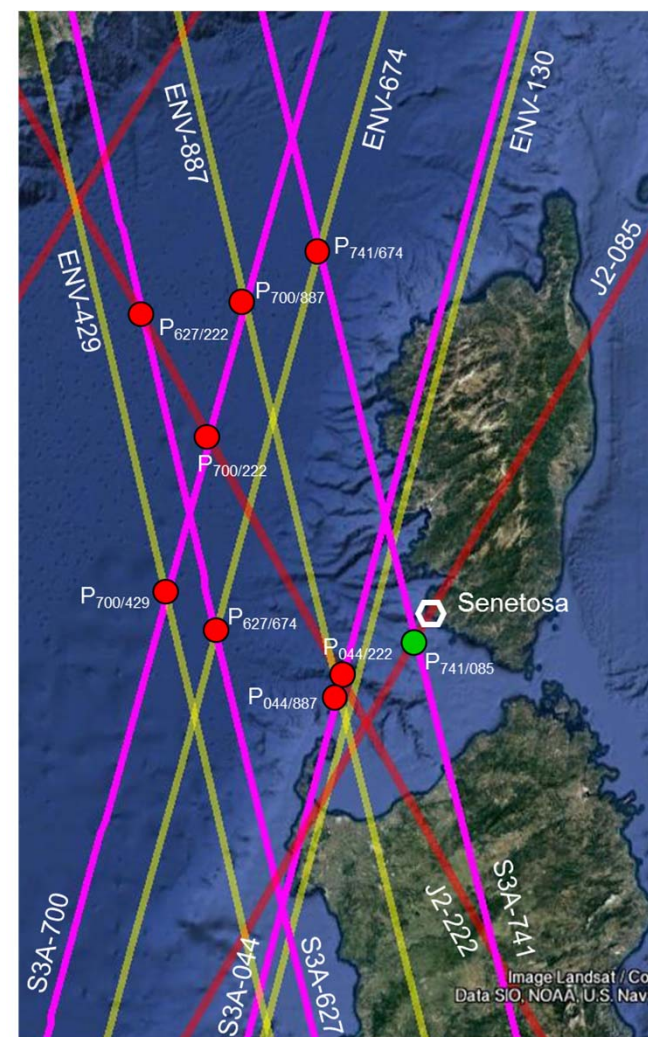 ENV-887
ENV-674
ENV-130
ENV-429
J2-085
P741/674
P700/887
P627/222
P700/222
P700/429
P627/674
Senetosa
P044/222
P741/085
P044/887
S3A-700
S3A-044
S3A-627
J2-222
S3A-741
Image Landsat / Co
Data SIO, NOAA, U.S. Nav